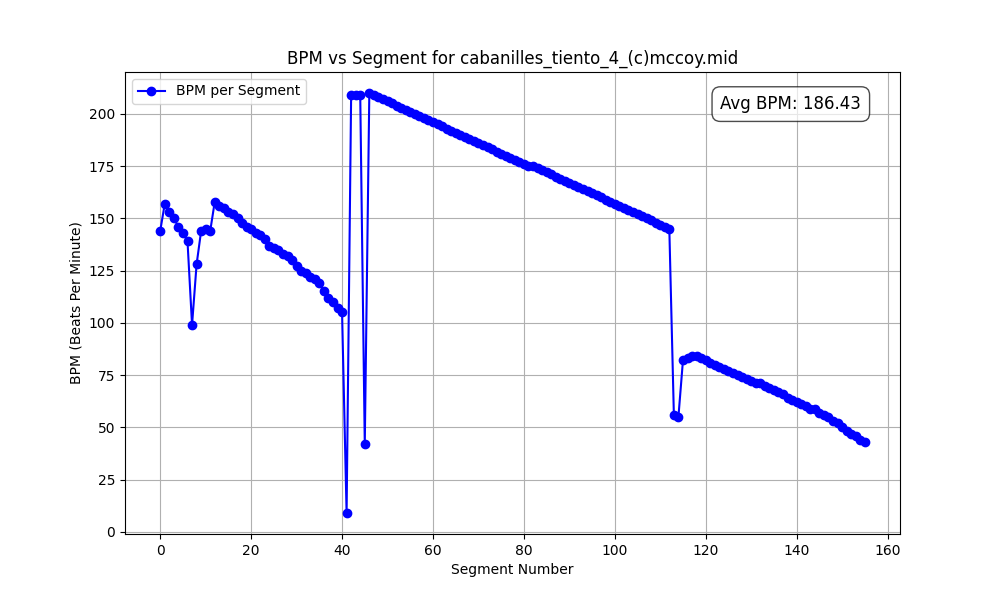 BPM vs Segment for cabanilles_tiento_4_(c)mccoy.mid
BPM per Segment
Avg BPM: 186.43
BPM (Beats Per Minute)
200
175
150
125
100
75
50
25
0
0 20 40 60 80 100 120 140 160
Segment Number